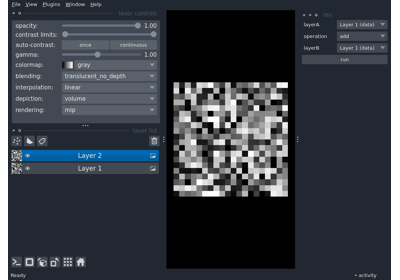 File View Plugins Window Help
layer controls
opacity: 1.00
contrast limits:
auto-contrast: once continuous
gamma: 1.00
colormap: gray
blending: translucent_no_depth
interpolation: linear
depiction: volume
rendering: mip
layer list
Layer 2
Layer 1
layerA Layer 1 (data)
operation add
layerB Layer 1 (data)
run
activity